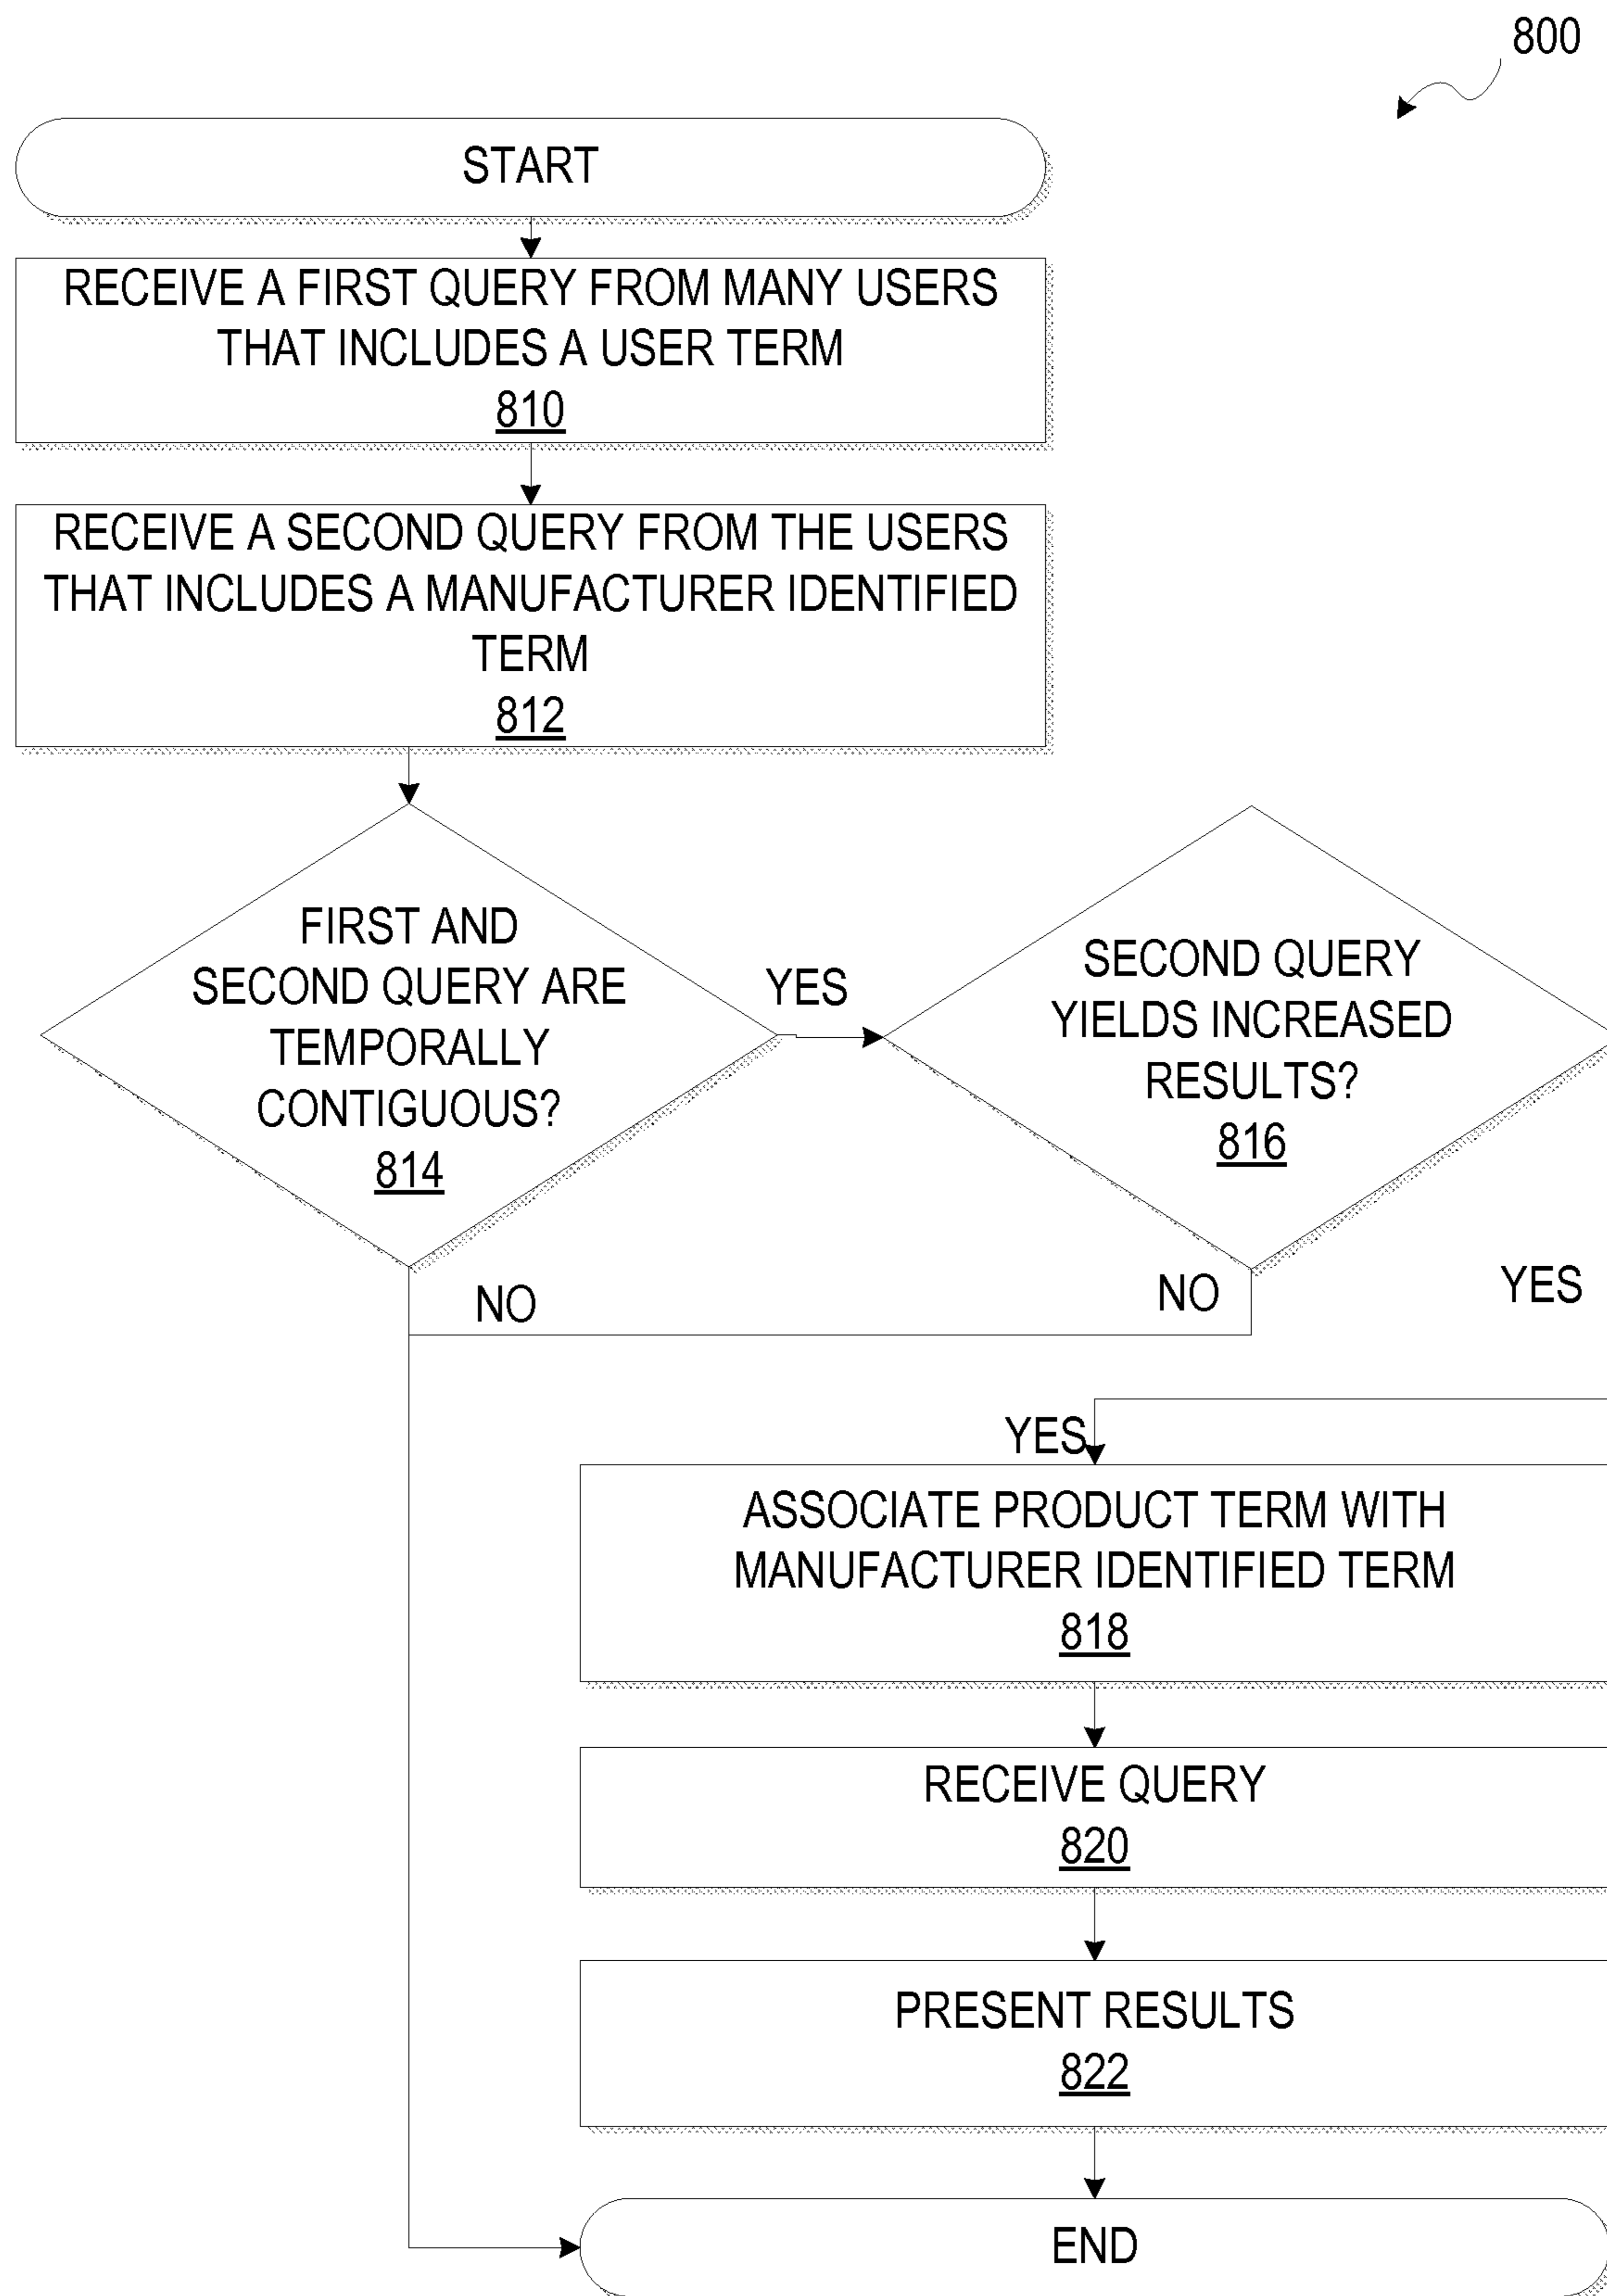 800
START
RECEIVE A FIRST QUERY FROM MANY USERS
THAT INCLUDES A USER TERM
810
RECEIVE A SECOND QUERY FROM THE USERS
THAT INCLUDES A MANUFACTURER IDENTIFIED
TERM
812
FIRST AND
SECOND QUERY ARE
TEMPORALLY
CONTIGUOUS?
814
YES
SECOND QUERY
YIELDS INCREASED
RESULTS?
816
NO
NO
YES
YES
ASSOCIATE PRODUCT TERM WITH
MANUFACTURER IDENTIFIED TERM
818
RECEIVE QUERY
820
PRESENT RESULTS
822
END